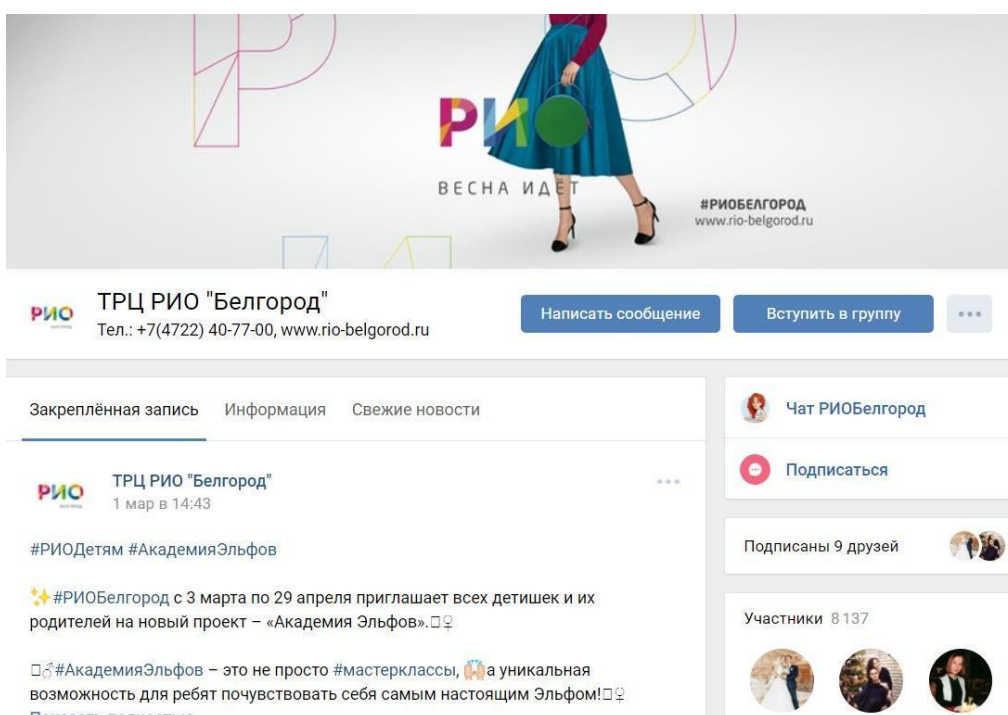 РИО
ВЕСНА ИДЁТ
#РИОБЕЛГОРОД
www.rio-belgorod.ru
РИО
ТРЦ РИО "Белгород"
Тел.: +7(4722) 40-77-00, www.rio-belgorod.ru
Написать сообщение
Вступить в группу
Закреплённая запись Информация Свежие новости
РИО
ТРЦ РИО "Белгород"
1 мар в 14:43
#РИОДетям #АкадемияЭльфов
✨#РИОБелгород с 3 марта по 29 апреля приглашает всех детишек и их
родителей на новый проект – «Академия Эльфов».□♀
□♂#АкадемияЭльфов – это не просто #мастерклассы, 🙌а уникальная
возможность для ребят почувствовать себя самым настоящим Эльфом!□♀
Чат РИОБелгород
Подписаться
Подписаны 9 друзей
Участники 8 137